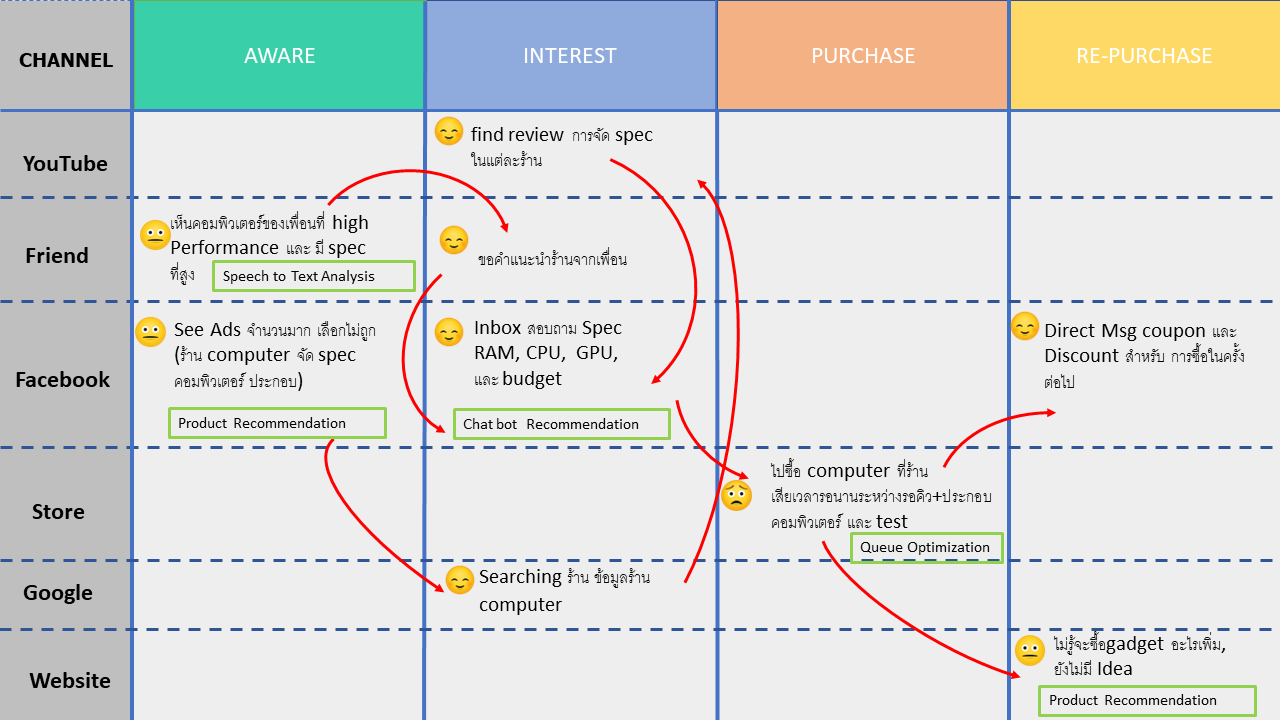 CHANNEL
AWARE
INTEREST
PURCHASE
RE-PURCHASE
YouTube
find review การจัด spec
ในแต่ละร้าน
Friend
เห็นคอมพิวเตอร์ของเพื่อนที่ high
Performance และ มี spec
ที่สูง
Speech to Text Analysis
ขอคำแนะนำร้านจากเพื่อน
Facebook
See Ads จำนวนมาก เลือกไม่ถูก
(ร้าน computer จัด spec
คอมพิวเตอร์ ประกอบ)
Product Recommendation
Inbox สอบถาม Spec
RAM, CPU, GPU,
และ budget
Chat bot Recommendation
Direct Msg coupon และ
Discount สำหรับ การซื้อในครั้ง
ต่อไป
Store
ไปซื้อ computer ที่ร้าน
เสียเวลารอนานระหว่างรอคิว+ประกอบ
คอมพิวเตอร์ และ test
Queue Optimization
Google
Searching ร้าน ข้อมูลร้าน
computer
Website
ไม่รู้จะซื้อgadget อะไรเพิ่ม,
ยังไม่มี Idea
Product Recommendation